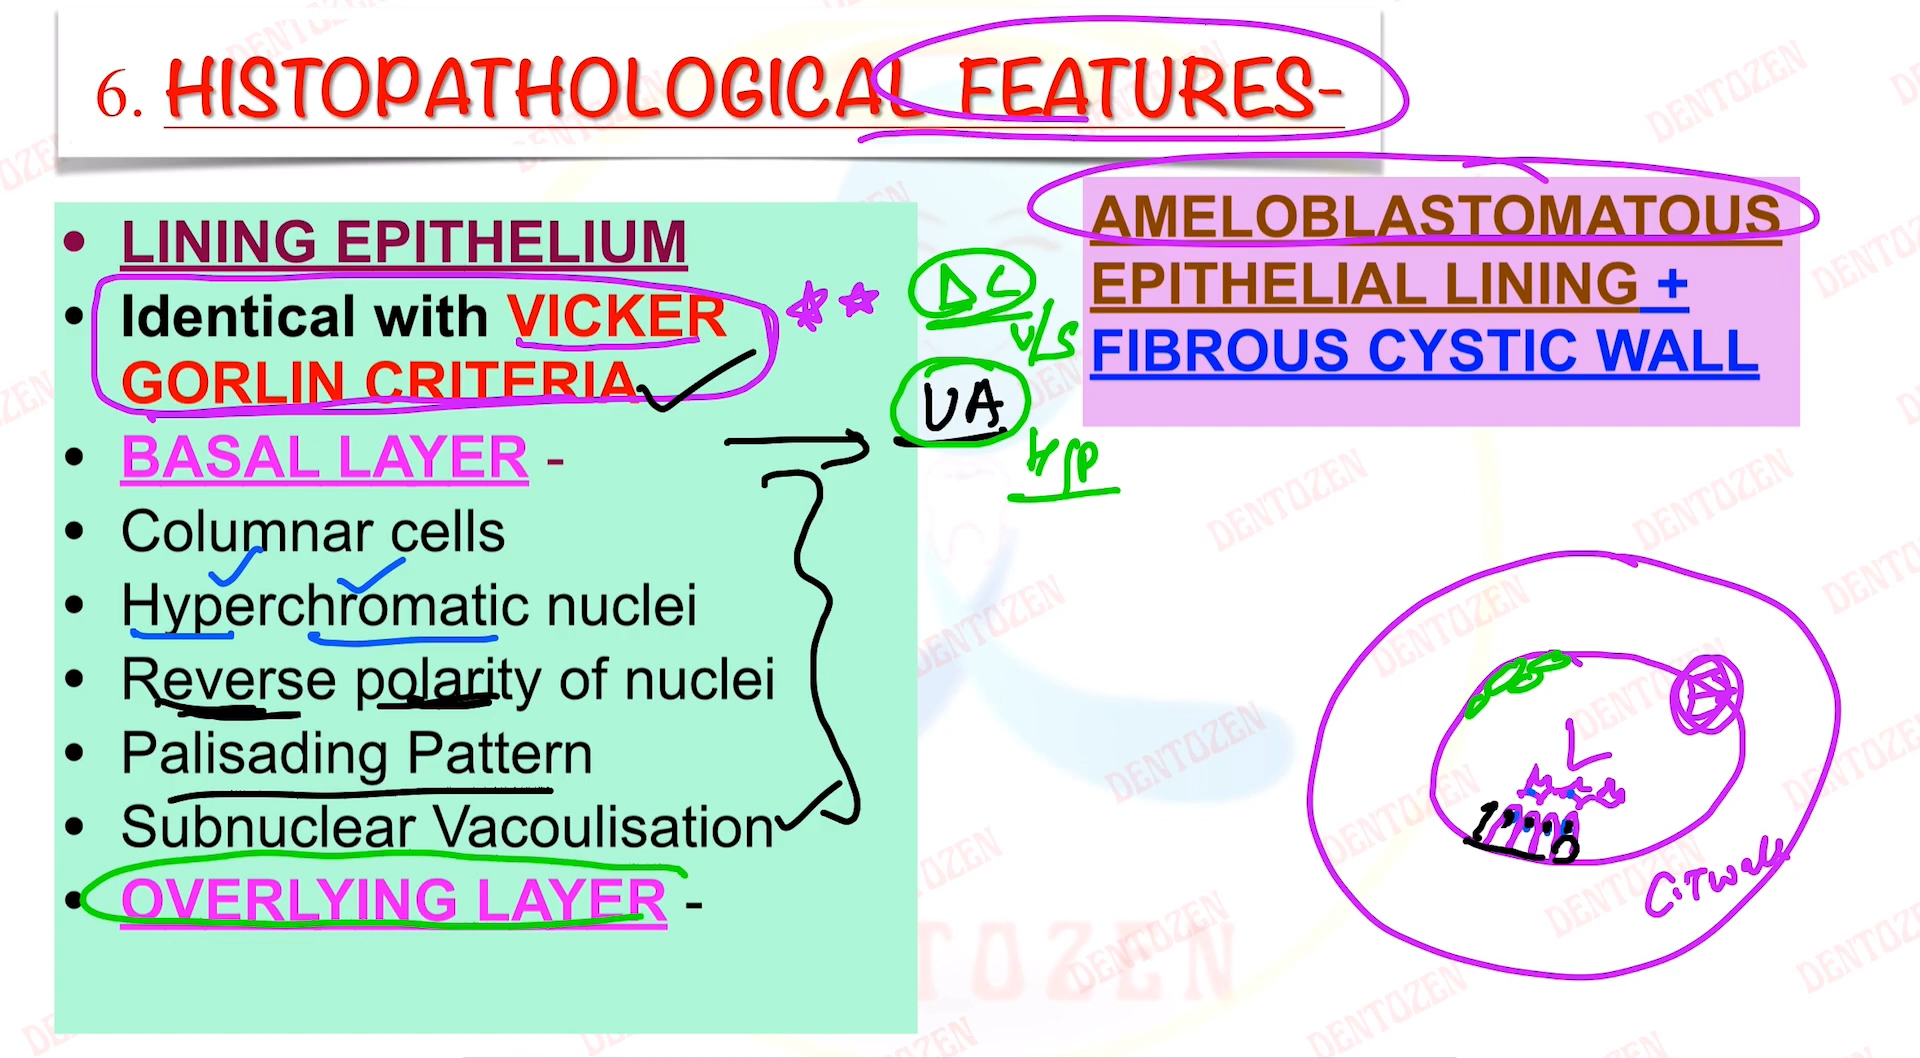 6. HISTOPATHOLOGICAL FEATURES-
• LINING EPITHELIUM
• Identical with VICKER
GORLIN CRITERIA
• BASAL LAYER -
• Columnar cells
• Hyperchromatic nuclei
• Reverse polarity of nuclei
• Palisading Pattern
• Subnuclear Vacoulisation
• OVERLYING LAYER -
AMELOBLASTOMATOUS
EPITHELIAL LINING +
FIBROUS CYSTIC WALL
DC
v/s
UA
H/P
L
C.T wall
DENTOZEN